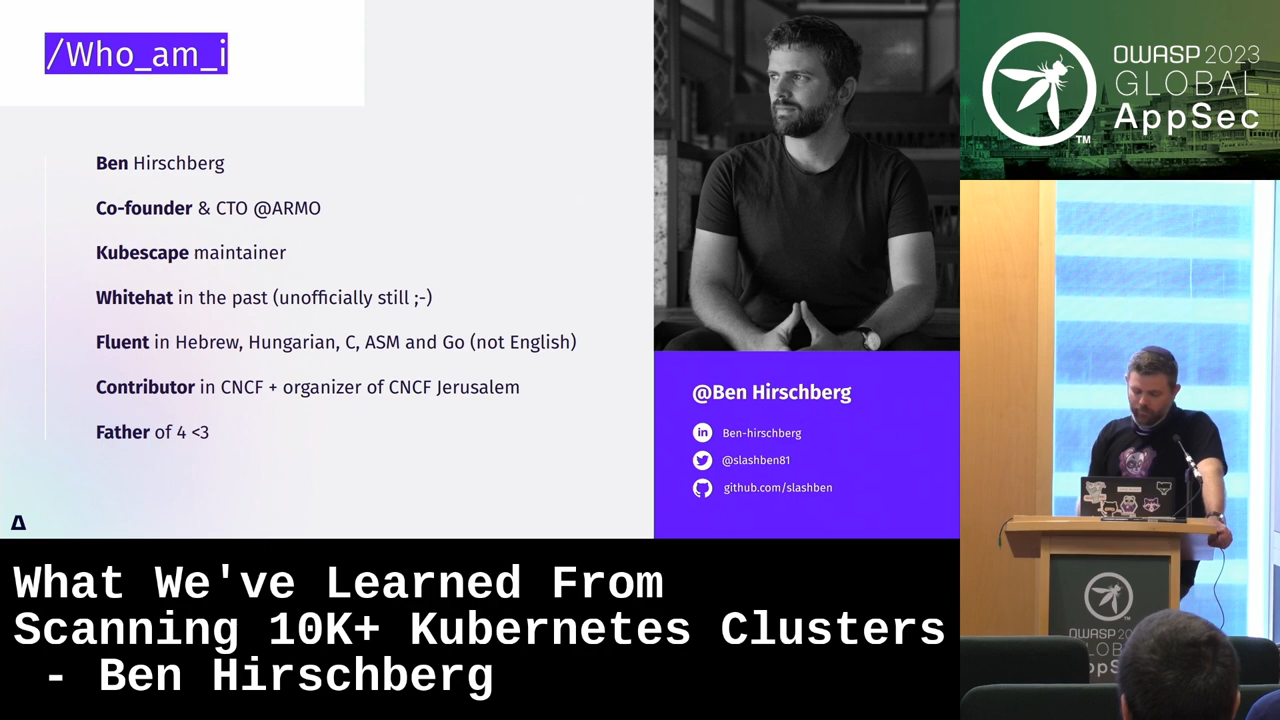 /Who_am_i
Ben Hirschberg
Co-founder & CTO @ARMO
Kubescape maintainer
Whitehat in the past (unofficially still ;-)
Fluent in Hebrew, Hungarian, C, ASM and Go (not English)
Contributor in CNCF + organizer of CNCF Jerusalem
Father of 4 <3
@Ben Hirschberg
in
Ben-hirschberg
@slashben81
github.com/slashben
OWASP 2023
GLOBAL
AppSec
TM
What We've Learned From
Scanning 10K+ Kubernetes Clusters
- Ben Hirschberg